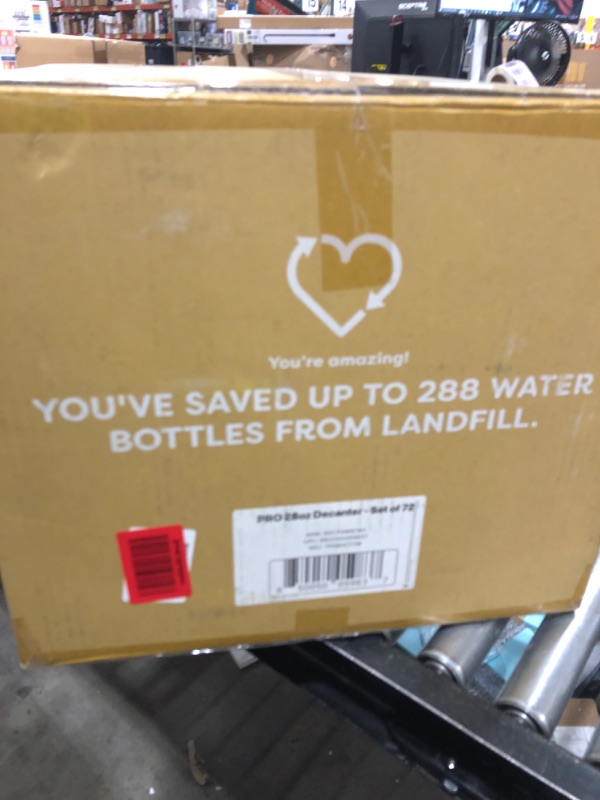 SCEPTRE
You're amazing!
YOU'VE SAVED UP TO 288 WATER
BOTTLES FROM LANDFILL.
PRO 28oz Decanter - Set of 72